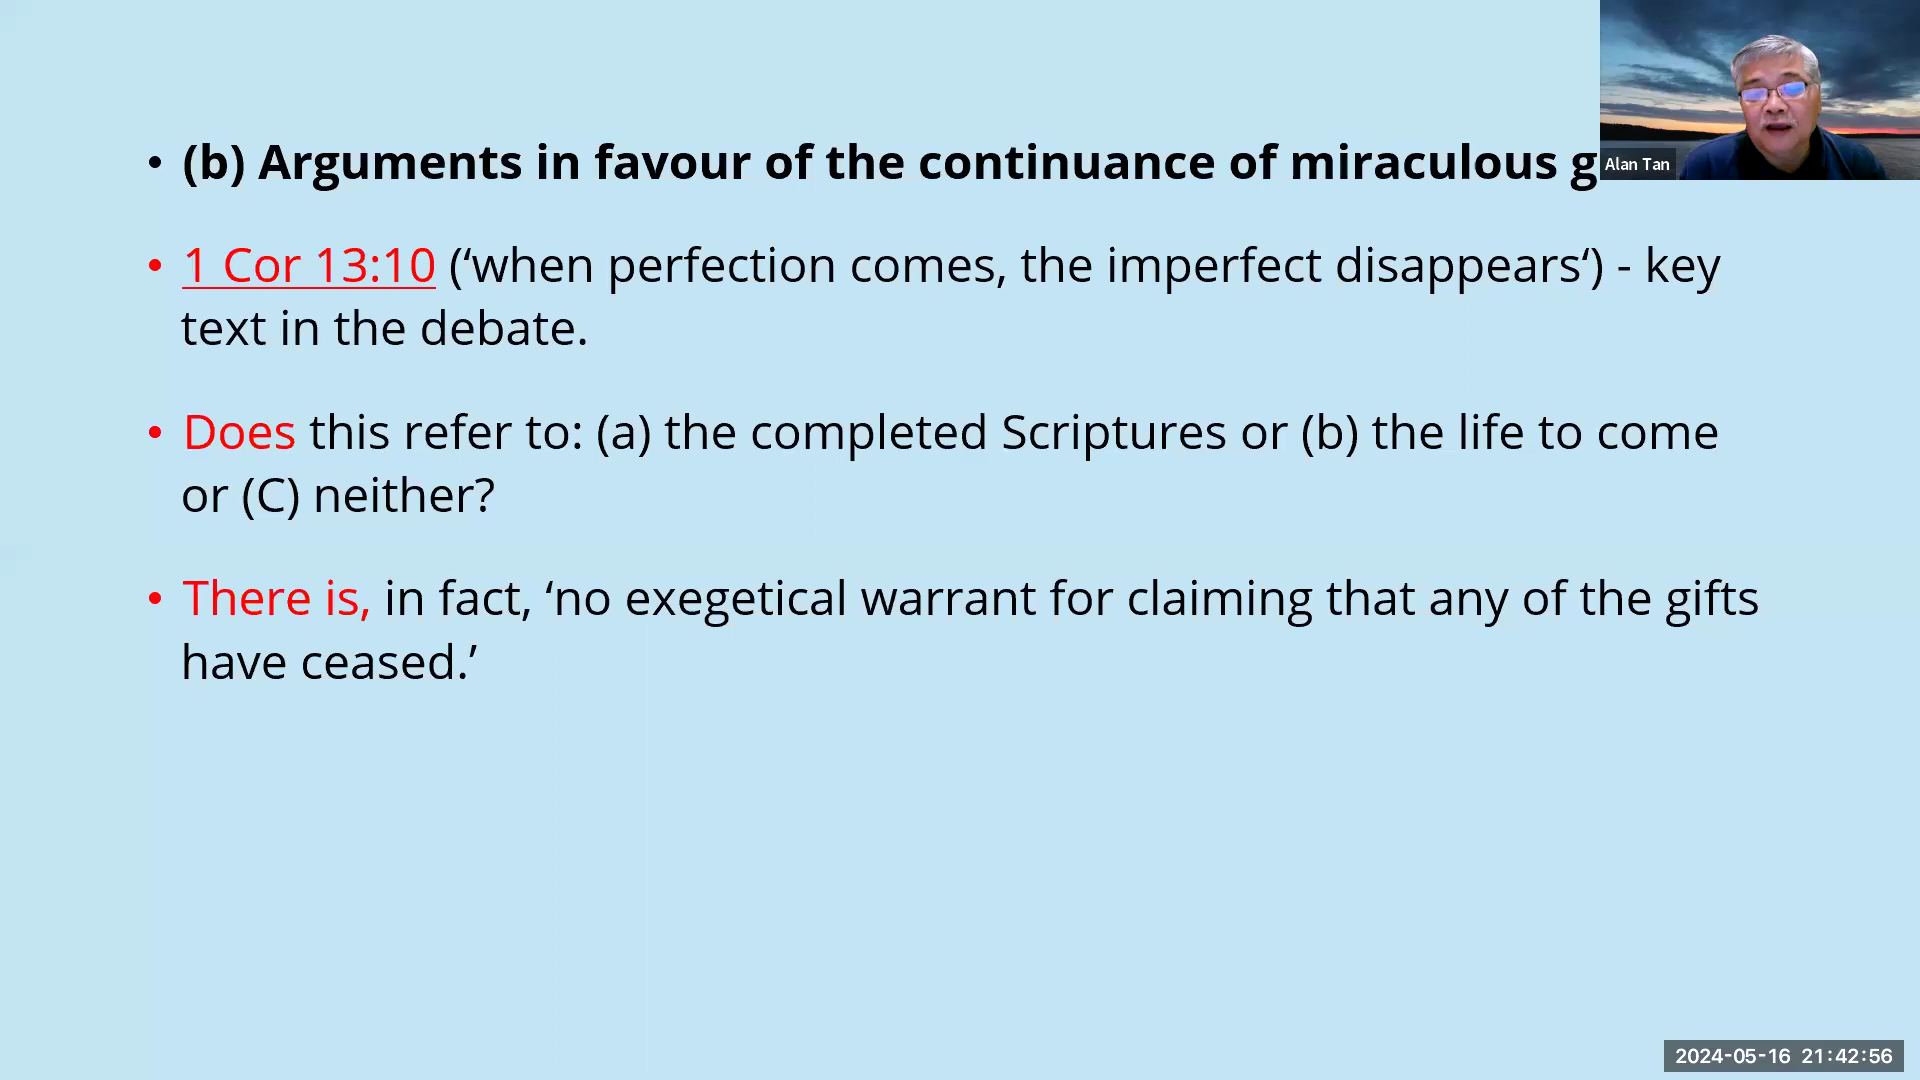 • (b) Arguments in favour of the continuance of miraculous g
Alan Tan
• 1 Cor 13:10 (‘when perfection comes, the imperfect disappears‘) - key
text in the debate.
• Does this refer to: (a) the completed Scriptures or (b) the life to come
or (C) neither?
• There is, in fact, ‘no exegetical warrant for claiming that any of the gifts
have ceased.’
2024-05-16 21:42:56